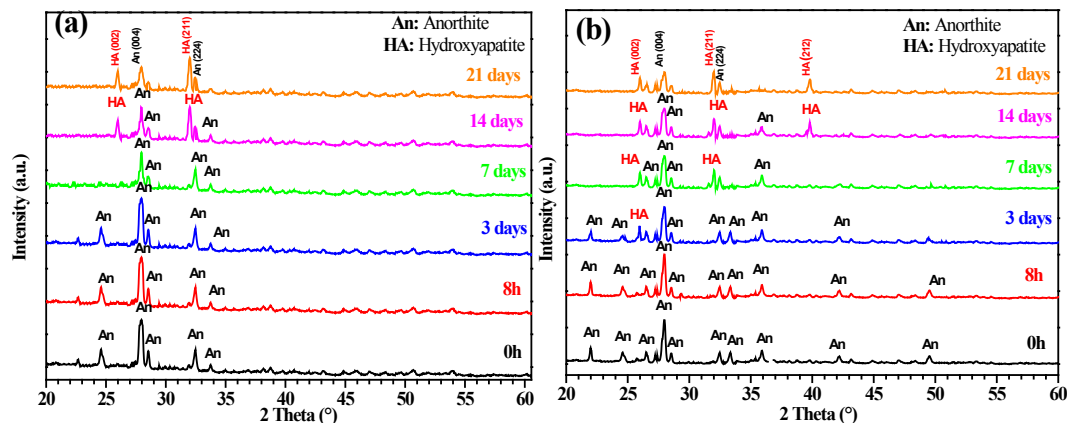 (a)
An: Anorthite
HA: Hydroxyapatite
HA (002)
An (004)
HA (211)
An (224)
21 days
An
HA
HA
14 days
An
An
An
7 days
An
An
An
3 days
An
An
An
An
8h
An
An
An
An
0h
An
An
An
An
Intensity (a.u.)
20 25 30 35 40 45 50 55 60
2 Theta (°)
(b)
An: Anorthite
HA: Hydroxyapatite
HA (002)
An (004)
HA (211)
An (224)
HA (212)
21 days
An
HA
HA
HA
14 days
An
An
An
7 days
HA
An
An
HA
An
An
3 days
An
An
HA
An
An
An
An
An
An
8h
An
An
An
An
An
An
An
An
An
0h
An
An
An
An
An
An
An
An
An
Intensity (a.u.)
20 25 30 35 40 45 50 55 60
2 Theta (°)